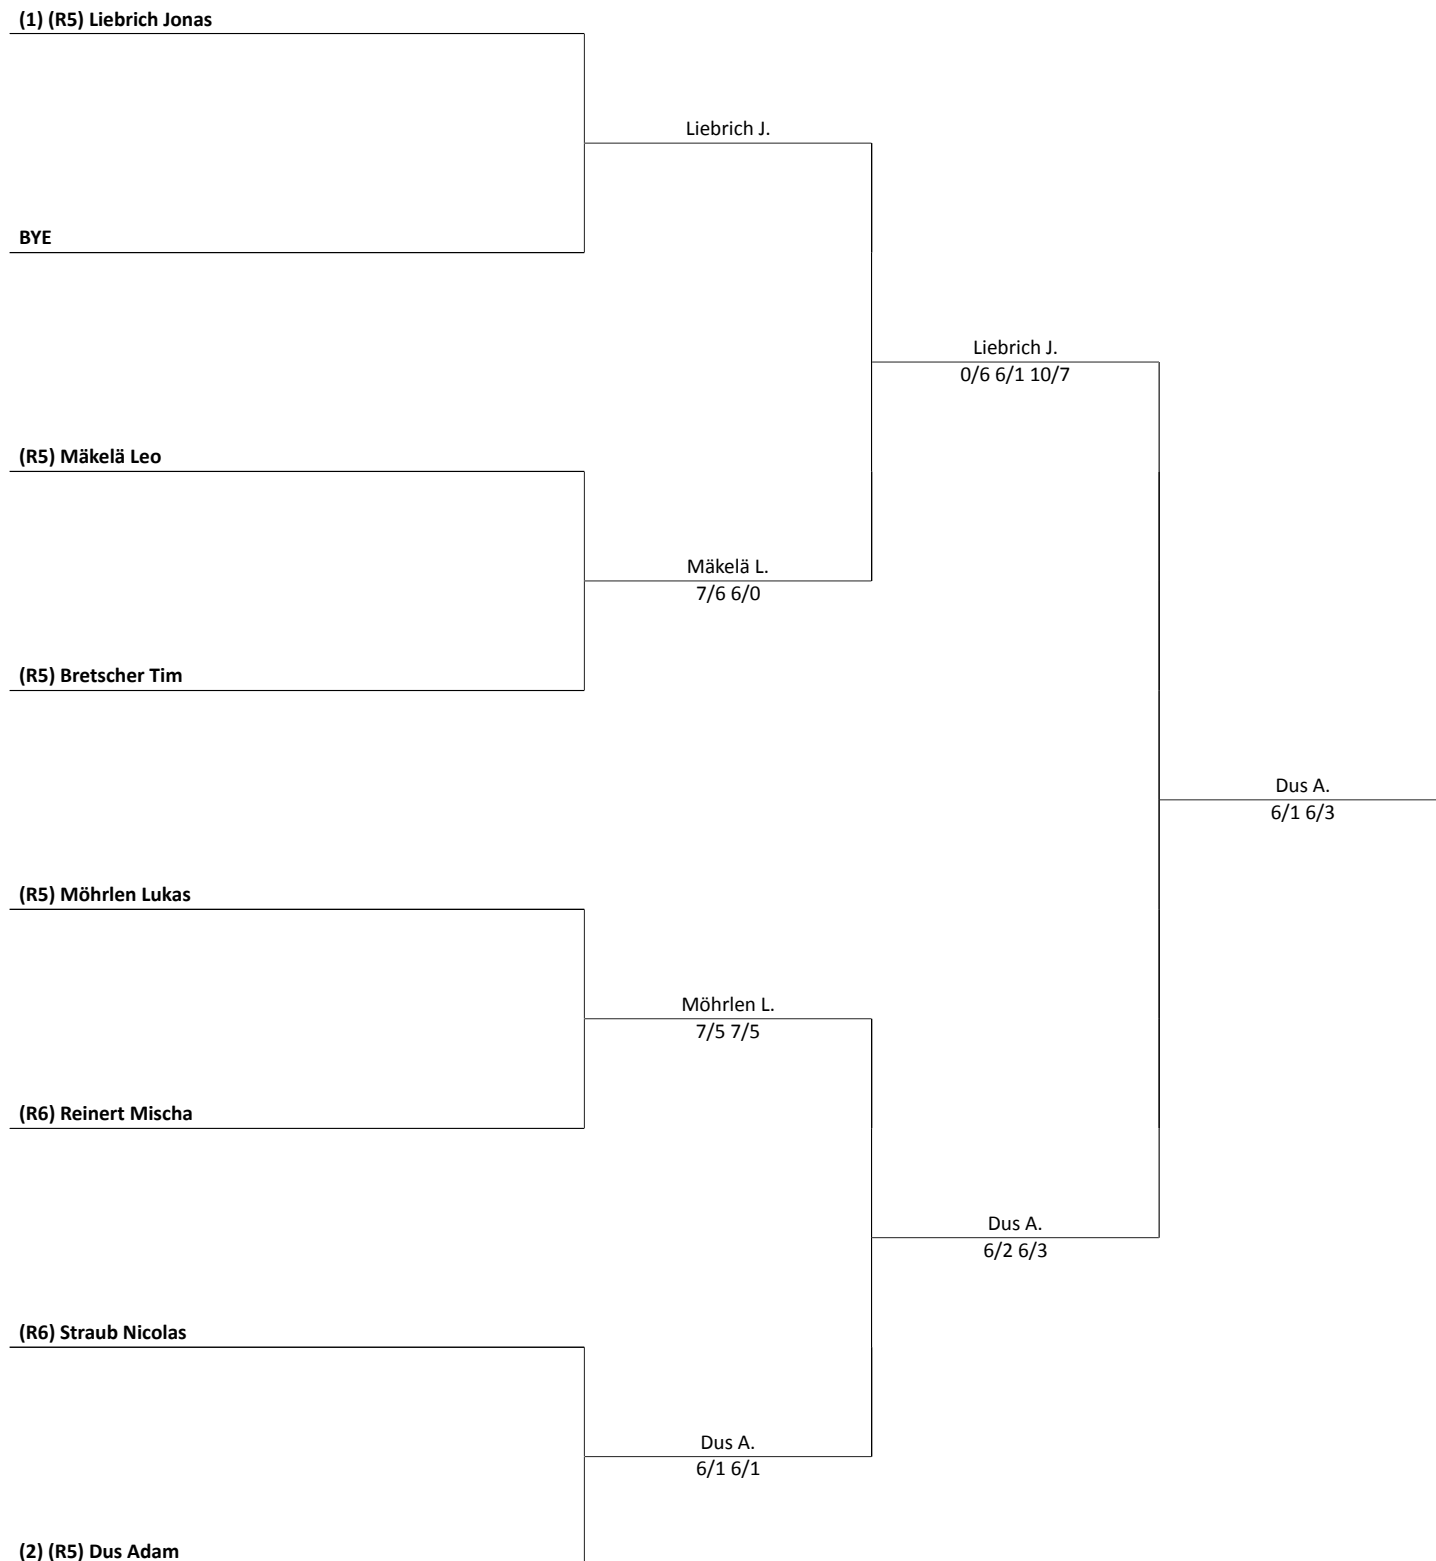 (1) (R5) Liebrich Jonas
Liebrich J.
BYE
Liebrich J.
0/6 6/1 10/7
(R5) Mäkelä Leo
Mäkelä L.
7/6 6/0
(R5) Bretscher Tim
Dus A.
6/1 6/3
(R5) Möhrlen Lukas
Möhrlen L.
7/5 7/5
(R6) Reinert Mischa
Dus A.
6/2 6/3
(R6) Straub Nicolas
Dus A.
6/1 6/1
(2) (R5) Dus Adam